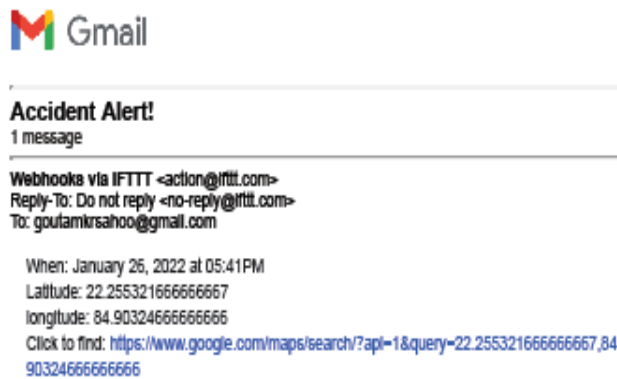 Gmail
Accident Alert!
1 message
Webhooks via IFTTT <action@ifttt.com>
Reply-To: Do not reply <no-reply@ifttt.com>
To: goutamkrsahoo@gmail.com
When: January 26, 2022 at 05:41PM
Latitude: 22.255321666666667
longitude: 84.90324666666666
Click to find: https://www.google.com/maps/search/?api=1&query=22.255321666666667,84
90324666666666